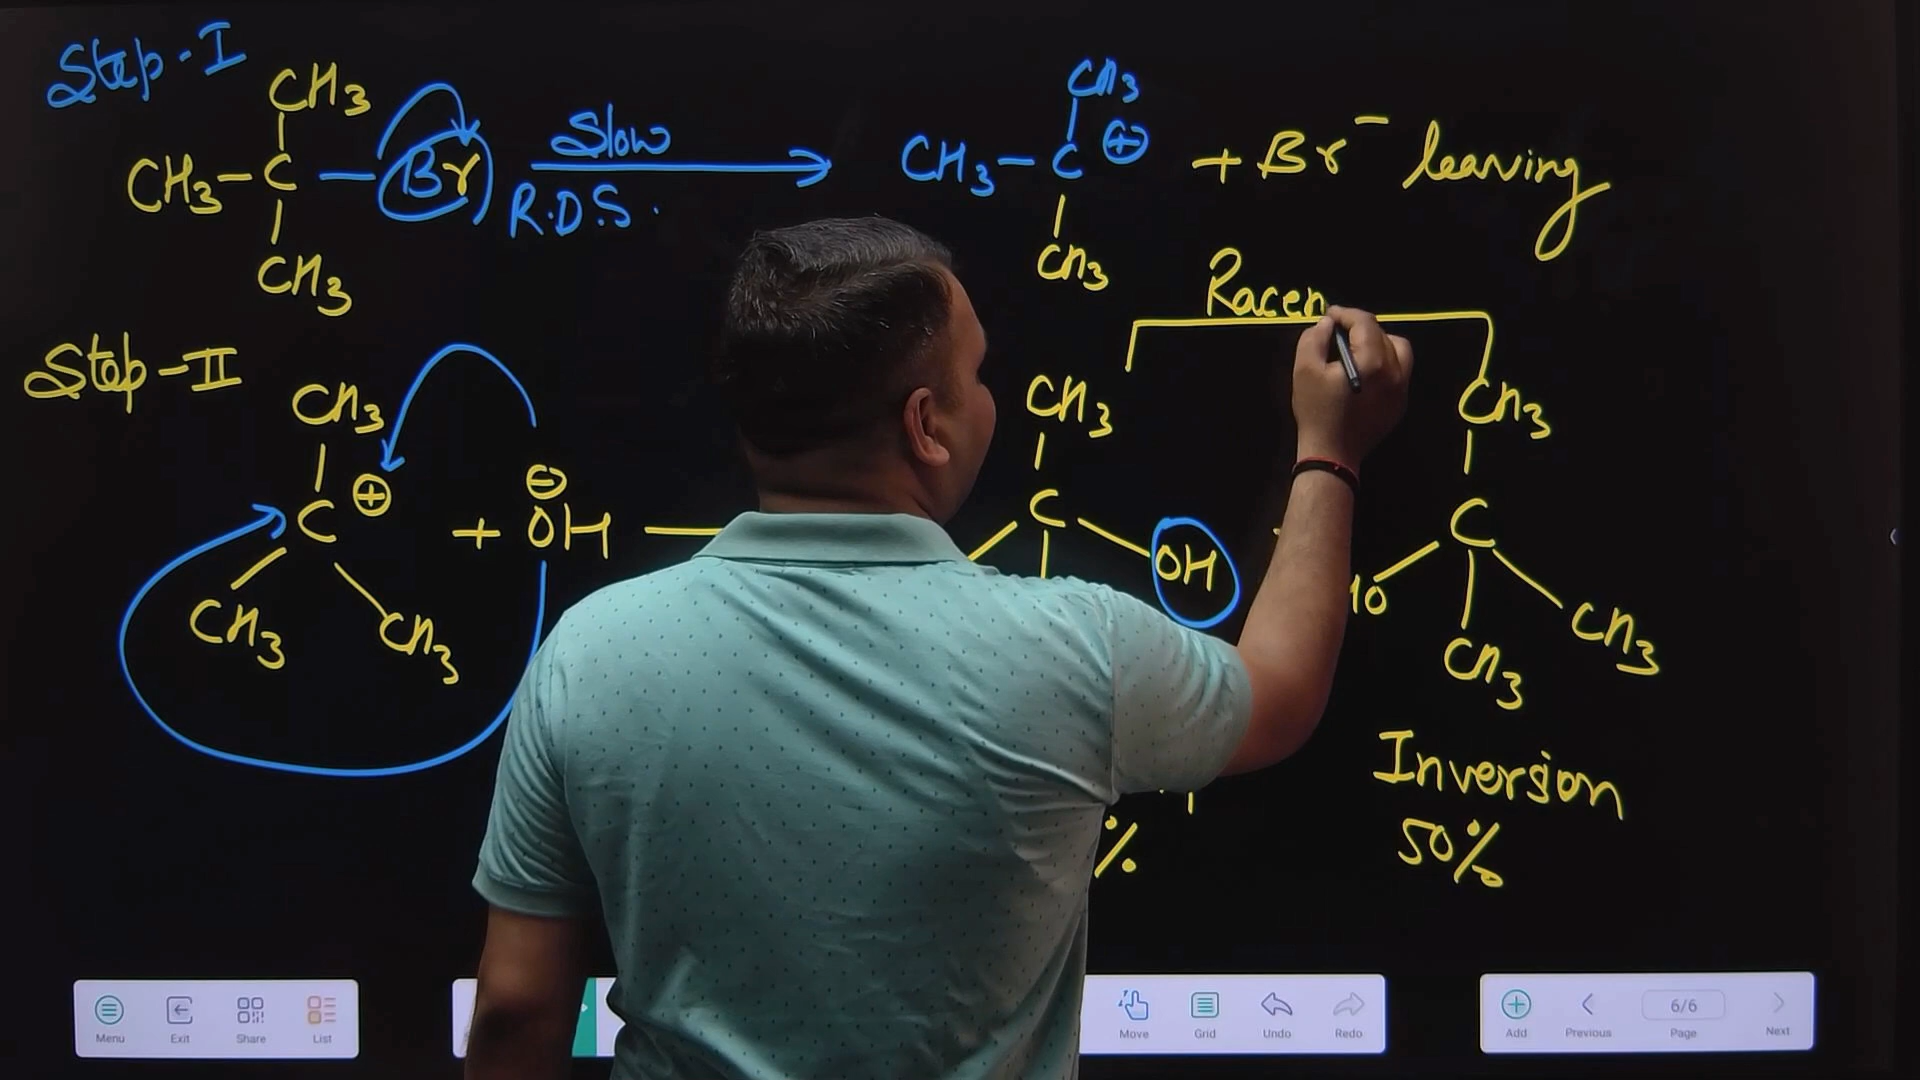 Step-I
CH3
CH3-C-Br
CH3
Slow
R.D.S.
CH3
CH3-C⊕ + Br⁻ leaving
CH3
Racem
Step-II
CH3
C⊕ + ⊖OH
CH3 CH3
CH3
C
OH
CH3
C
HO
CH3
CH3
Inversion
%
50%
Menu Exit Share List
Move Grid Undo Redo
Add Previous 6/6 Page Next